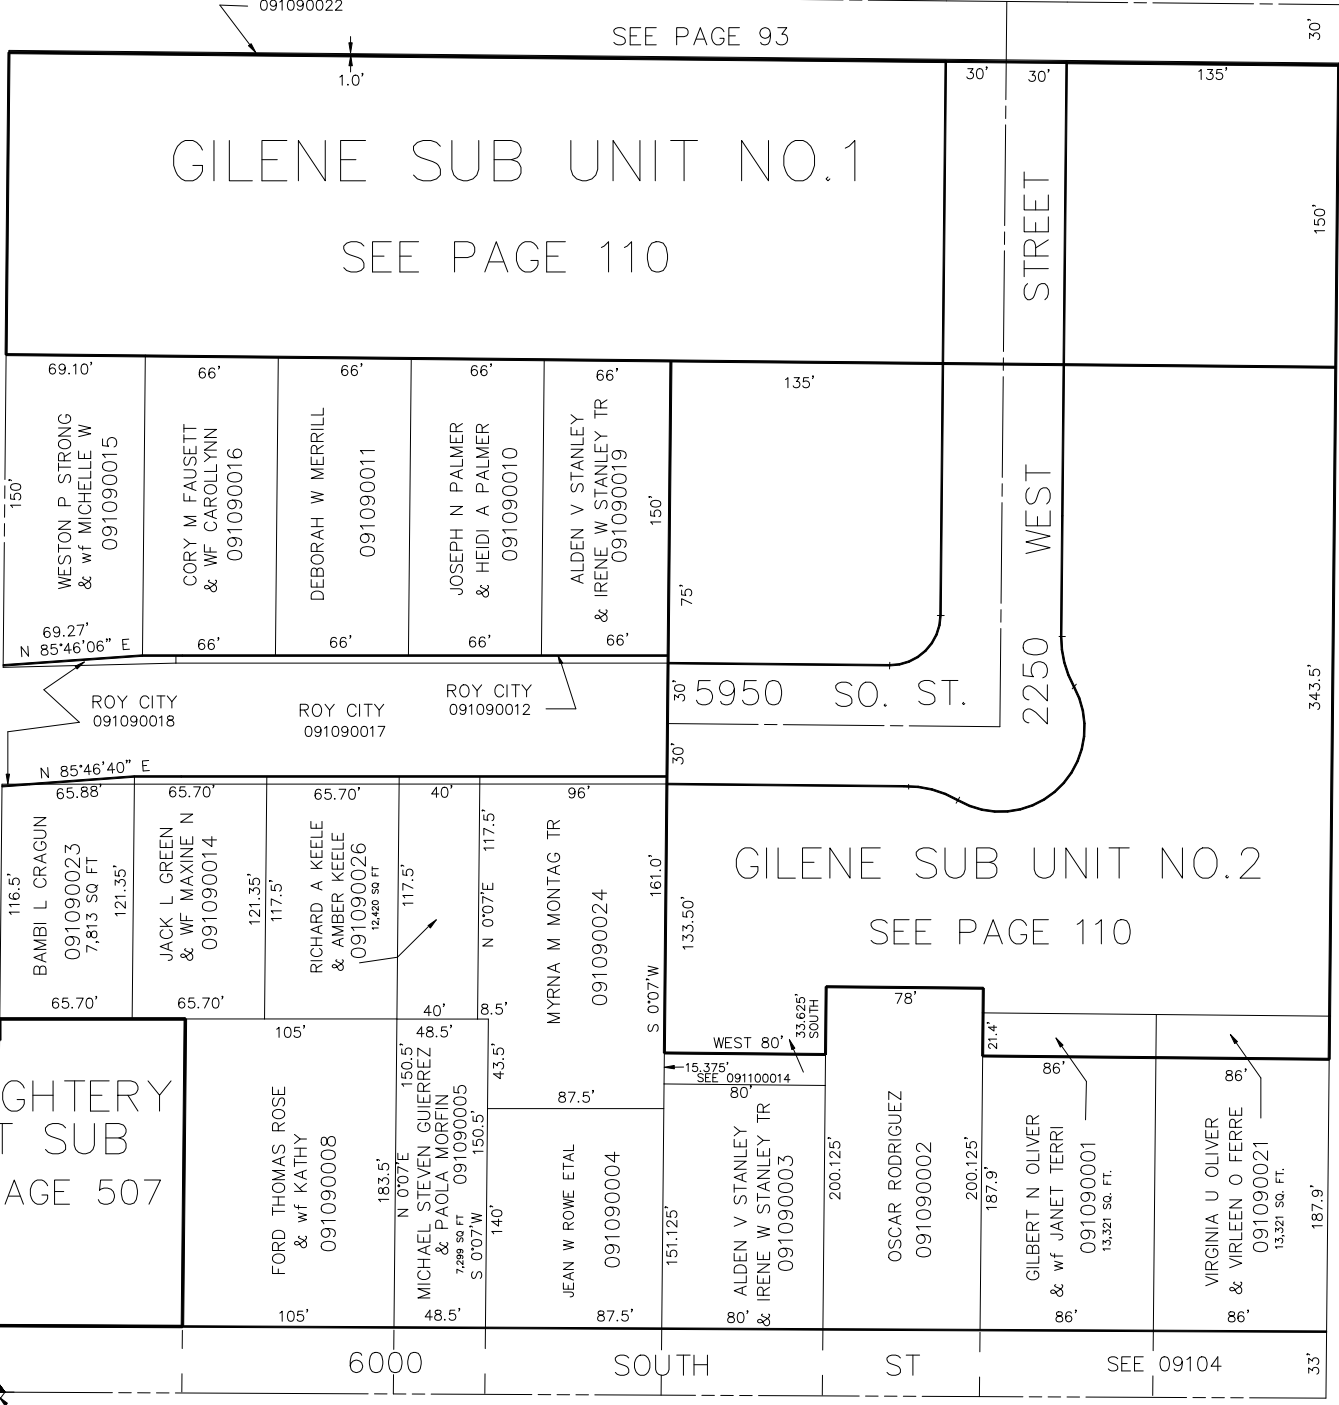 091090022
SEE PAGE 93
30'
1.0'
30'
30'
135'
GILENE SUB UNIT NO.1
SEE PAGE 110
STREET
150'
69.10'
66'
66'
66'
66'
135'
150'
WESTON P STRONG
& wf MICHELLE W
091090015
CORY M FAUSETT
& WF CAROLLYNN
091090016
DEBORAH W MERRILL
091090011
JOSEPH N PALMER
& HEIDI A PALMER
091090010
ALDEN V STANLEY
& IRENE W STANLEY TR
091090019
150'
75'
WEST
69.27'
N 85°46'06" E
66'
66'
66'
66'
ROY CITY
091090018
ROY CITY
091090017
ROY CITY
091090012
30'
5950 SO. ST.
2250
343.5'
30'
N 85°46'40" E
65.88'
65.70'
65.70'
40'
96'
116.5'
BAMBI L CRAGUN
091090023
7,813 SQ FT
121.35'
JACK L GREEN
& WF MAXINE N
091090014
121.35'
117.5'
RICHARD A KEELE
& AMBER KEELE
091090026
12,420 SQ FT
117.5'
N 0°07'E
117.5'
MYRNA M MONTAG TR
091090024
S 0°07'W
161.0'
133.50'
GILENE SUB UNIT NO.2
SEE PAGE 110
65.70'
65.70'
40'
8.5'
78'
33.625'
SOUTH
105'
48.5'
WEST 80'
21.4'
GHTERY
T SUB
AGE 507
FORD THOMAS ROSE
& wf KATHY
091090008
183.5'
N 0°07'E
150.5'
MICHAEL STEVEN GUIERREZ
& PAOLA MORFIN
7,299 SQ FT
091090005
S 0°07'W
150.5'
43.5'
140'
87.5'
JEAN W ROWE ETAL
091090004
15.375'
SEE 091100014
80'
151.125'
ALDEN V STANLEY
& IRENE W STANLEY TR
091090003
200.125'
OSCAR RODRIGUEZ
091090002
200.125'
187.9'
86'
GILBERT N OLIVER
& wf JANET TERRI
091090001
13,321 SQ. FT.
86'
VIRGINIA U OLIVER
& VIRLEEN O FERRE
091090021
13,321 SQ. FT.
187.9'
105'
48.5'
87.5'
80'
86'
86'
6000 SOUTH ST
SEE 09104
33'